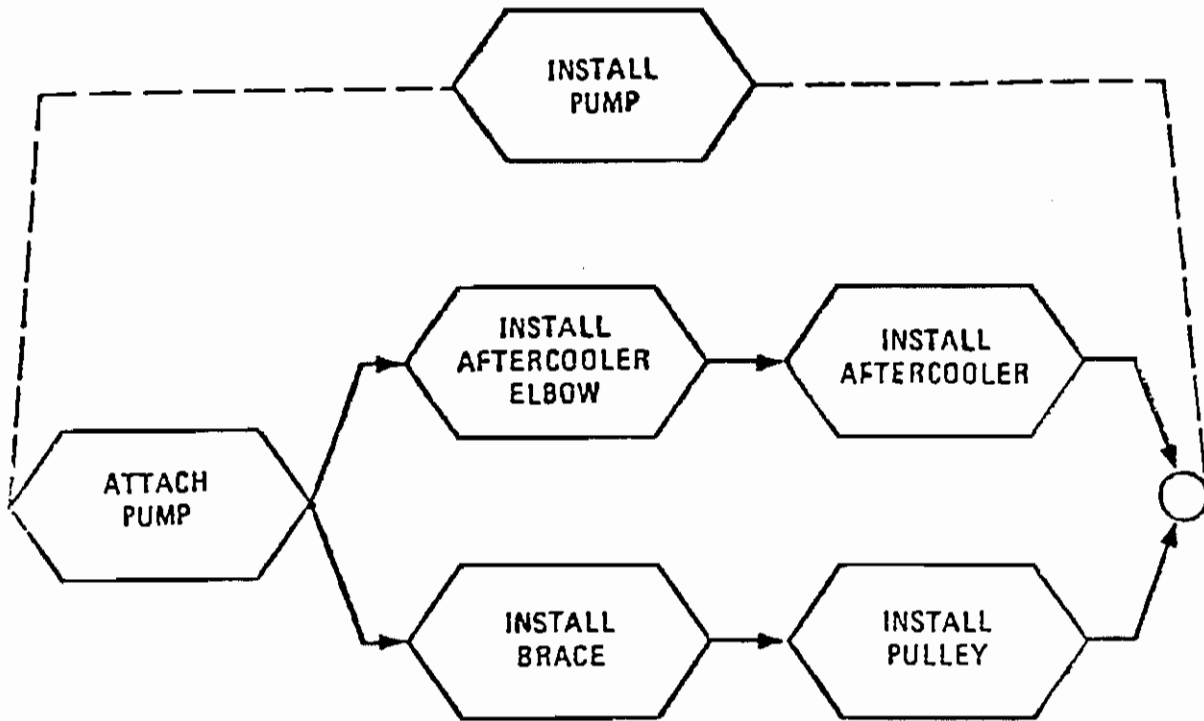 INSTALL
PUMP
INSTALL
AFTERCOOLER
ELBOW
INSTALL
AFTERCOOLER
ATTACH
PUMP
INSTALL
BRACE
INSTALL
PULLEY